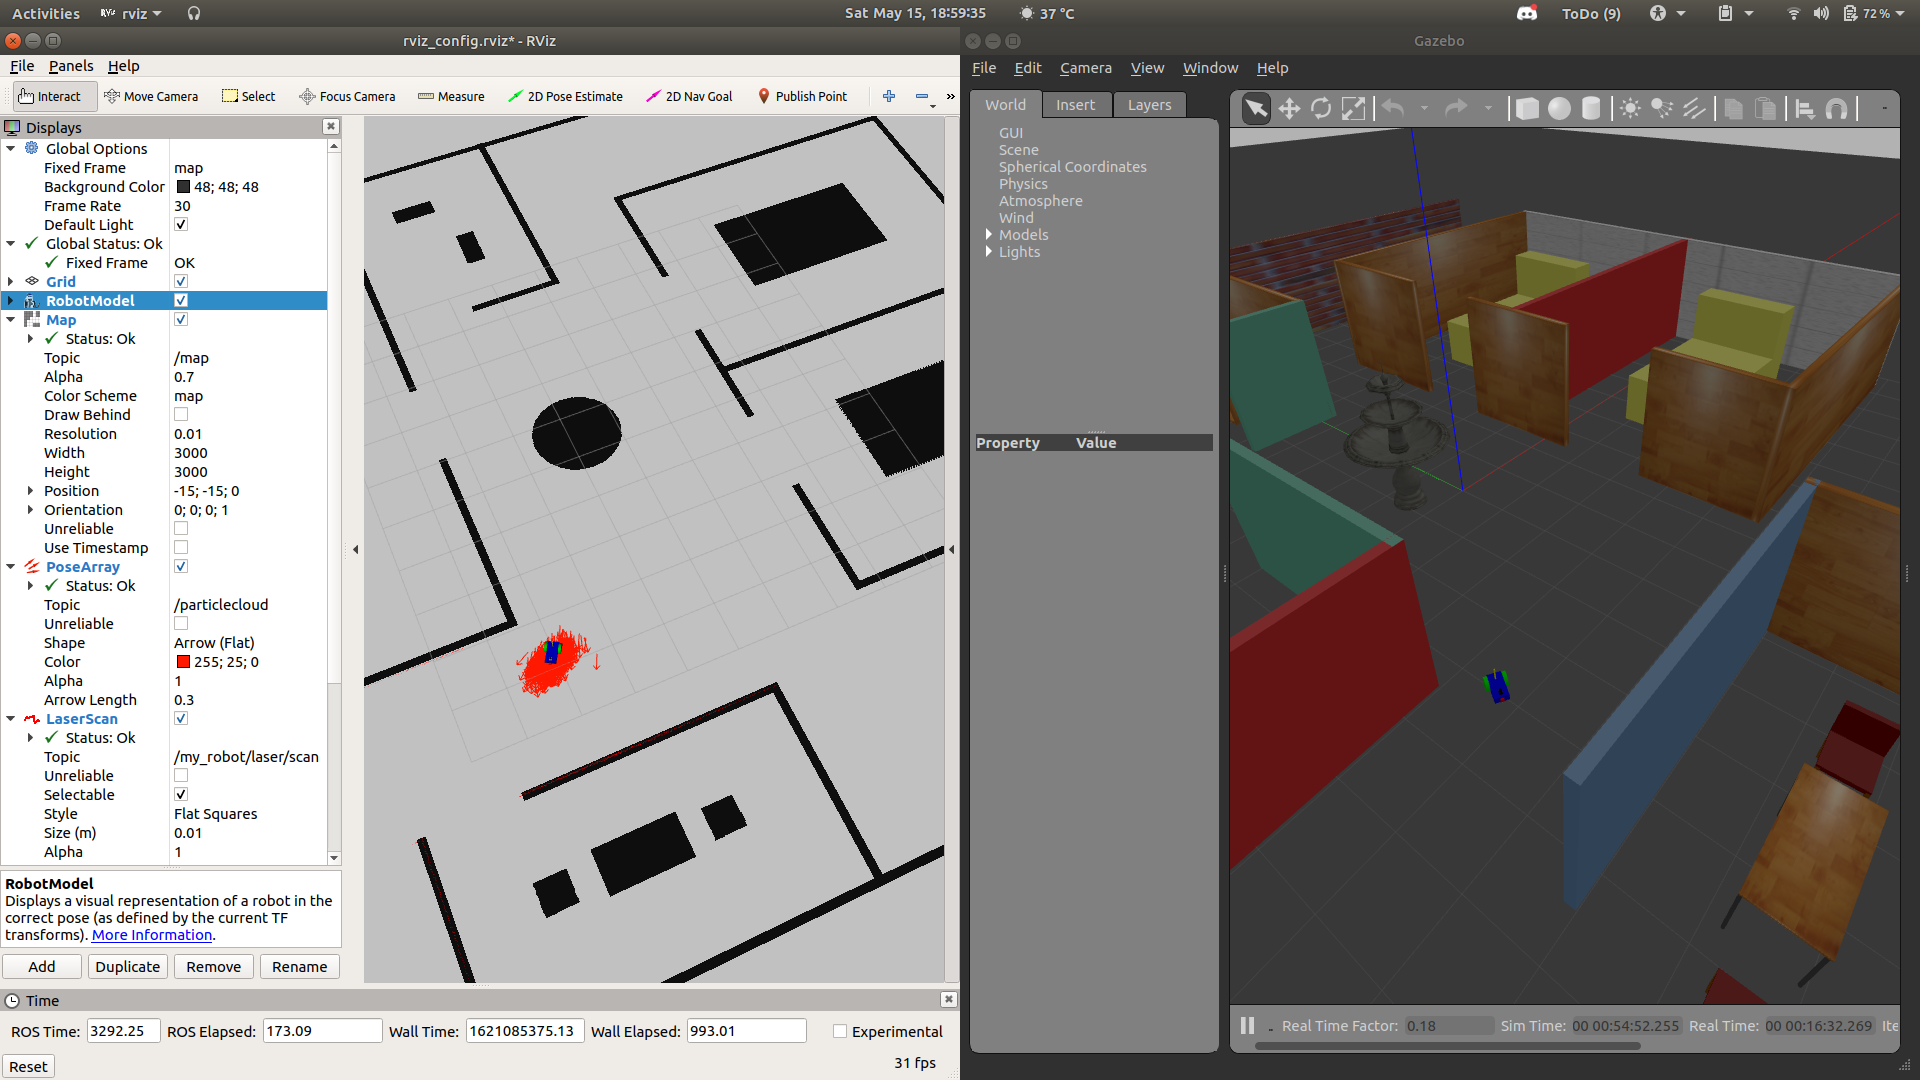 Activities
rviz
Sat May 15, 18:59:35
37 °C
ToDo (9)
72 %
rviz_config.rviz* - RViz
File Panels Help
Interact Move Camera Select Focus Camera Measure 2D Pose Estimate 2D Nav Goal Publish Point »
Displays
Global Options
Fixed Frame map
Background Color 48; 48; 48
Frame Rate 30
Default Light
Global Status: Ok
Fixed Frame OK
Grid
RobotModel
Map
Status: Ok
Topic /map
Alpha 0.7
Color Scheme map
Draw Behind
Resolution 0.01
Width 3000
Height 3000
Position -15; -15; 0
Orientation 0; 0; 0; 1
Unreliable
Use Timestamp
PoseArray
Status: Ok
Topic /particlecloud
Unreliable
Shape Arrow (Flat)
Color 255; 25; 0
Alpha 1
Arrow Length 0.3
LaserScan
Status: Ok
Topic /my_robot/laser/scan
Unreliable
Selectable
Style Flat Squares
Size (m) 0.01
Alpha 1
RobotModel
Displays a visual representation of a robot in the
correct pose (as defined by the current TF
transforms). More Information.
Add Duplicate Remove Rename
Time
ROS Time: 3292.25 ROS Elapsed: 173.09 Wall Time: 1621085375.13 Wall Elapsed: 993.01 Experimental
Reset
31 fps
Gazebo
File Edit Camera View Window Help
World Insert Layers
GUI
Scene
Spherical Coordinates
Physics
Atmosphere
Wind
Models
Lights
Property Value
Real Time Factor: 0.18 Sim Time: 00 00:54:52.255 Real Time: 00 00:16:32.269 Ite